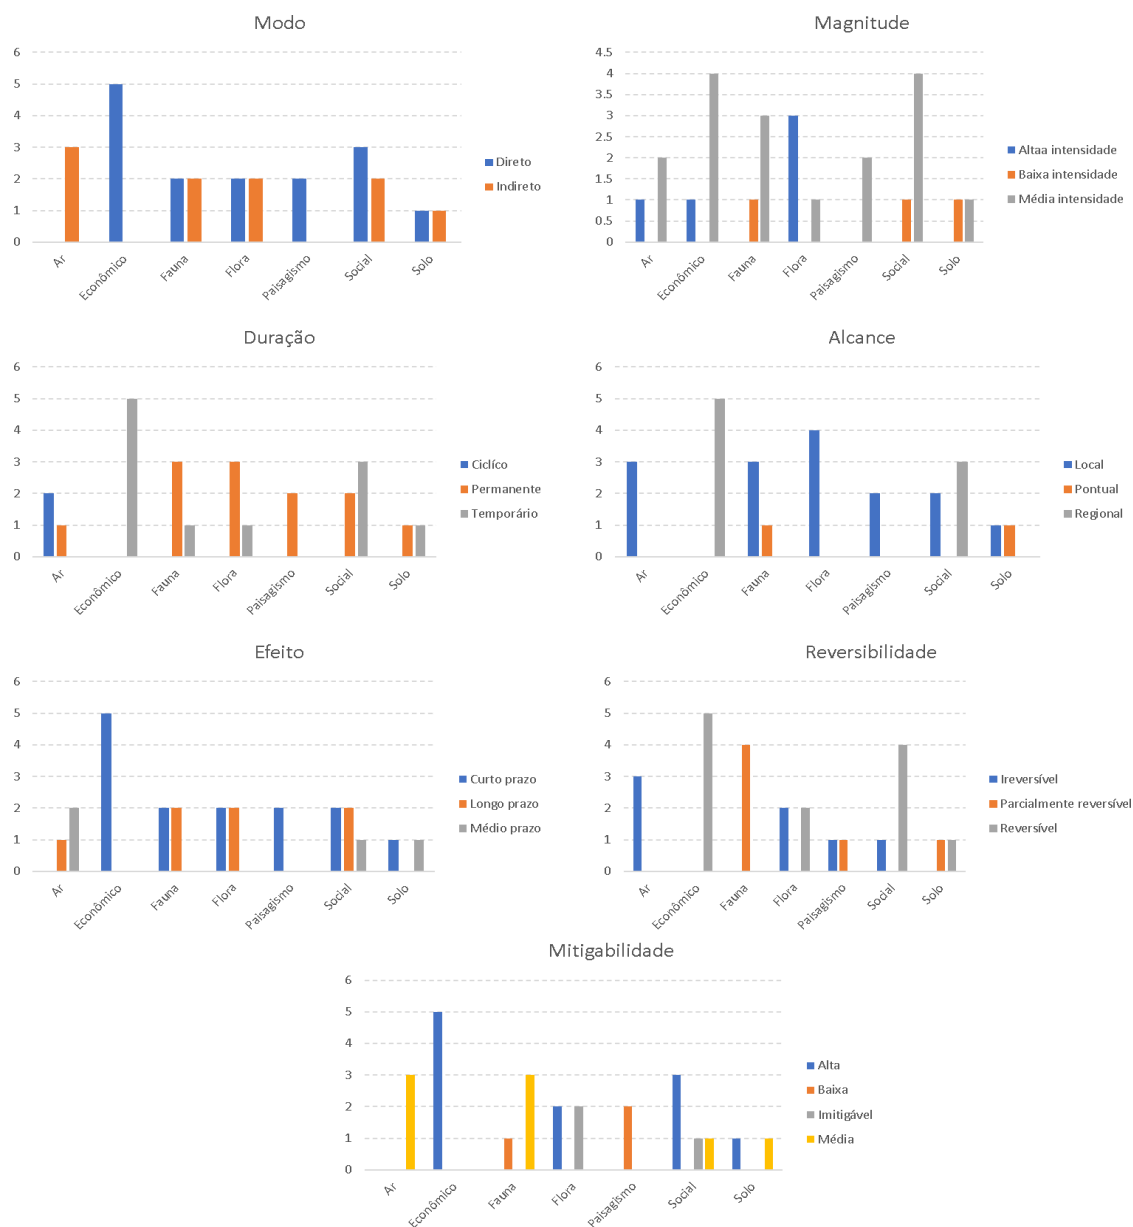 Modo
6
5
4
3
2
1
0
Ar
Econômico
Fauna
Flora
Paisagismo
Social
Solo
Direto
Indireto
Magnitude
4.5
4
3.5
3
2.5
2
1.5
1
0.5
0
Ar
Econômico
Fauna
Flora
Paisagismo
Social
Solo
Altaa intensidade
Baixa intensidade
Média intensidade
Duração
6
5
4
3
2
1
0
Ar
Econômico
Fauna
Flora
Paisagismo
Social
Solo
Ciclíco
Permanente
Temporário
Alcance
6
5
4
3
2
1
0
Ar
Econômico
Fauna
Flora
Paisagismo
Social
Solo
Local
Pontual
Regional
Efeito
6
5
4
3
2
1
0
Ar
Econômico
Fauna
Flora
Paisagismo
Social
Solo
Curto prazo
Longo prazo
Médio prazo
Reversibilidade
6
5
4
3
2
1
0
Ar
Econômico
Fauna
Flora
Paisagismo
Social
Solo
Ireversível
Parcialmente reversível
Reversível
Mitigabilidade
6
5
4
3
2
1
0
Ar
Econômico
Fauna
Flora
Paisagismo
Social
Solo
Alta
Baixa
Imitigável
Média